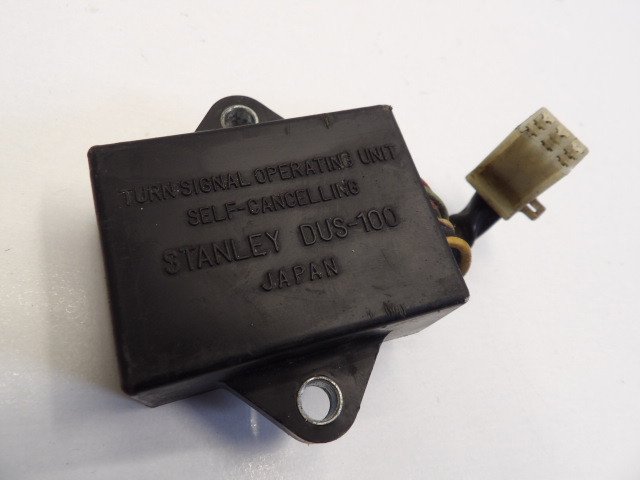 TURN-SIGNAL OPERATING UNIT
SELF-CANCELLING
STANLEY DUS-100
JAPAN